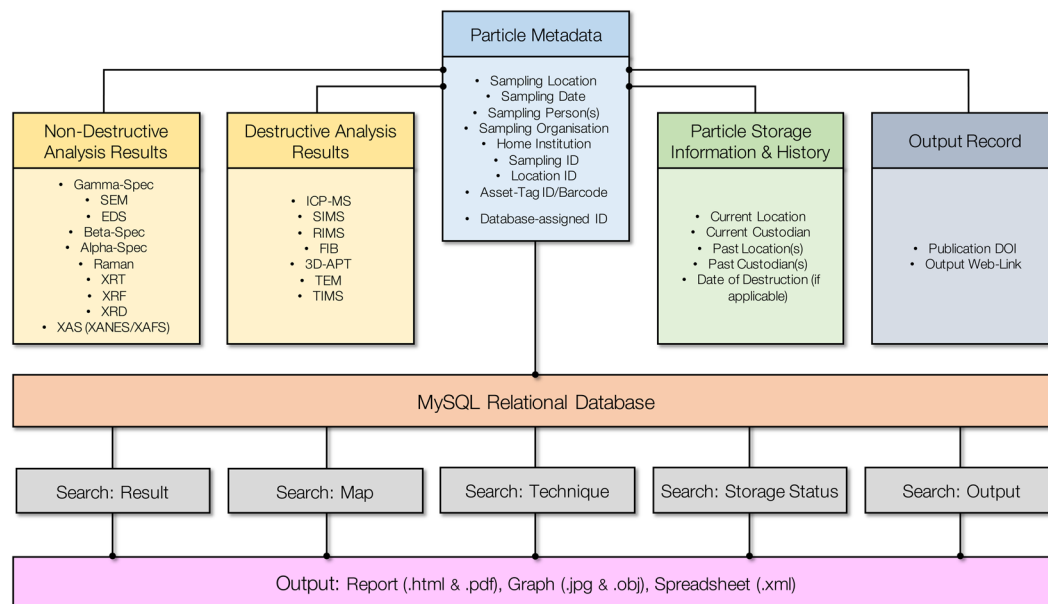 Particle Metadata
• Sampling Location
• Sampling Date
• Sampling Person(s)
• Sampling Organisation
• Home Institution
• Sampling ID
• Location ID
• Asset-Tag ID/Barcode
• Database-assigned ID
Non-Destructive
Analysis Results
• Gamma-Spec
• SEM
• EDS
• Beta-Spec
• Alpha-Spec
• Raman
• XRT
• XRF
• XRD
• XAS (XANES/XAFS)
Destructive Analysis
Results
• ICP-MS
• SIMS
• RIMS
• FIB
• 3D-APT
• TEM
• TIMS
Particle Storage
Information & History
• Current Location
• Current Custodian
• Past Location(s)
• Past Custodian(s)
• Date of Destruction (if
applicable)
Output Record
• Publication DOI
• Output Web-Link
MySQL Relational Database
Search: Result
Search: Map
Search: Technique
Search: Storage Status
Search: Output
Output: Report (.html & .pdf), Graph (.jpg & .obj), Spreadsheet (.xml)